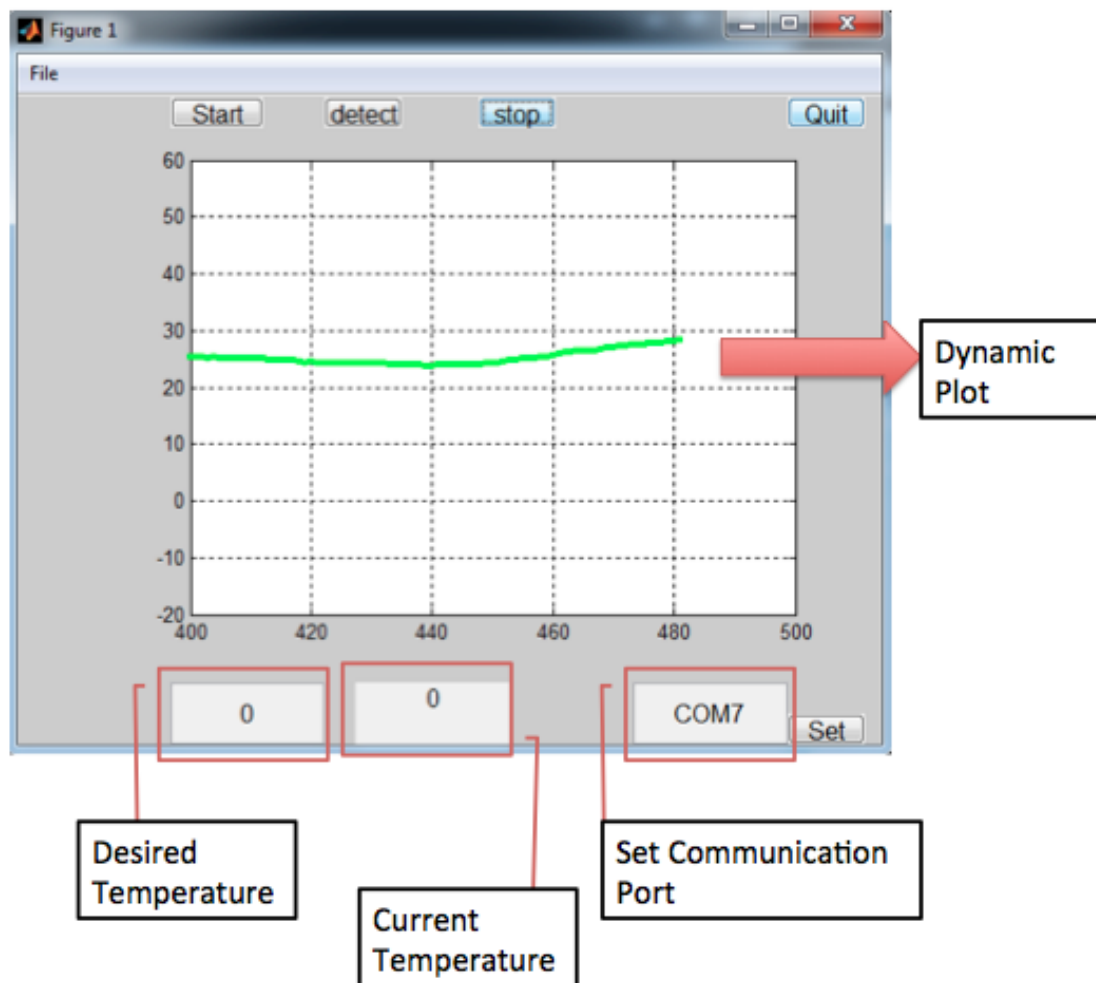 Figure 1
File
Start detect stop Quit
60
50
40
30
20
10
0
-10
-20
400 420 440 460 480 500
Dynamic
Plot
0 0 COM7 Set
Desired
Temperature
Set Communication
Port
Current
Temperature